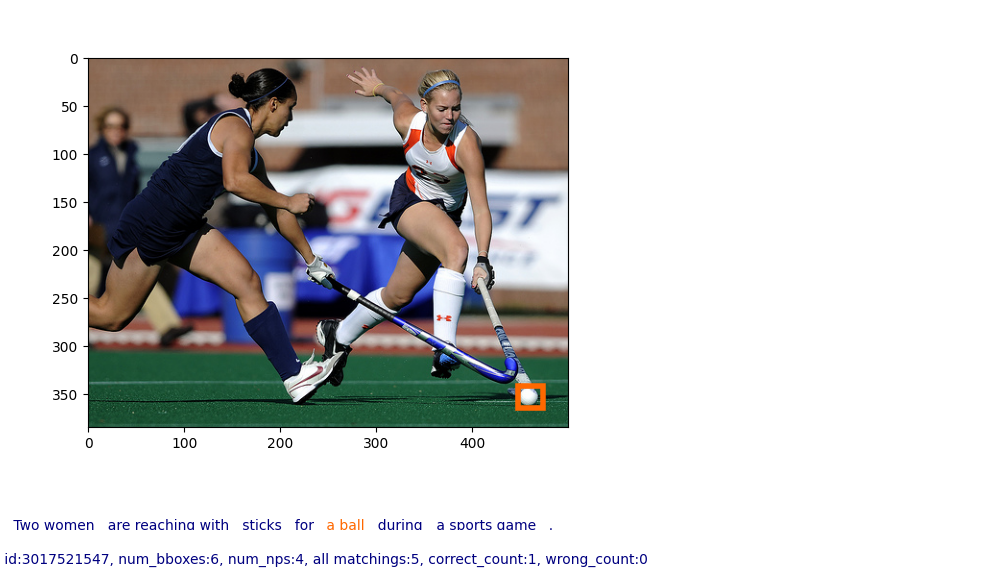 0
50
100
150
200
250
300
350
0 100 200 300 400
Two women are reaching with sticks for a ball during a sports game .
id:3017521547, num_bboxes:6, num_nps:4, all matchings:5, correct_count:1, wrong_count:0